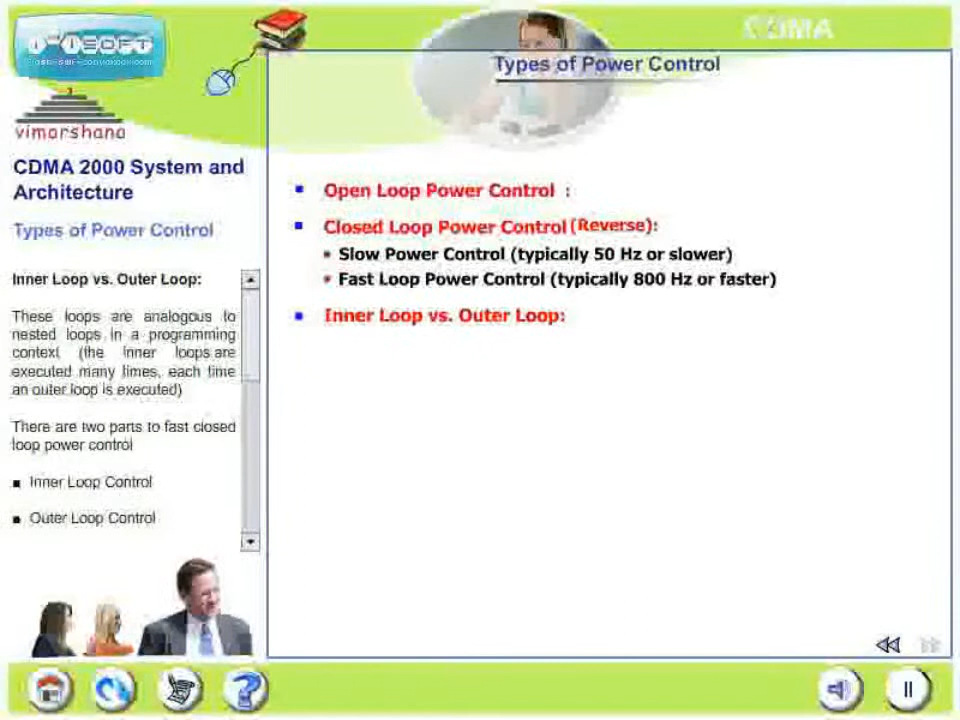 CDMA
Types of Power Control
vimarshana
CDMA 2000 System and
Architecture
Types of Power Control
Inner Loop vs. Outer Loop:
These loops are analogous to
nested loops in a programming
context (the inner loops are
executed many times, each time
an outer loop is executed)
There are two parts to fast closed
loop power control
Inner Loop Control
Outer Loop Control
Open Loop Power Control :
Closed Loop Power Control (Reverse):
Slow Power Control (typically 50 Hz or slower)
Fast Loop Power Control (typically 800 Hz or faster)
Inner Loop vs. Outer Loop: